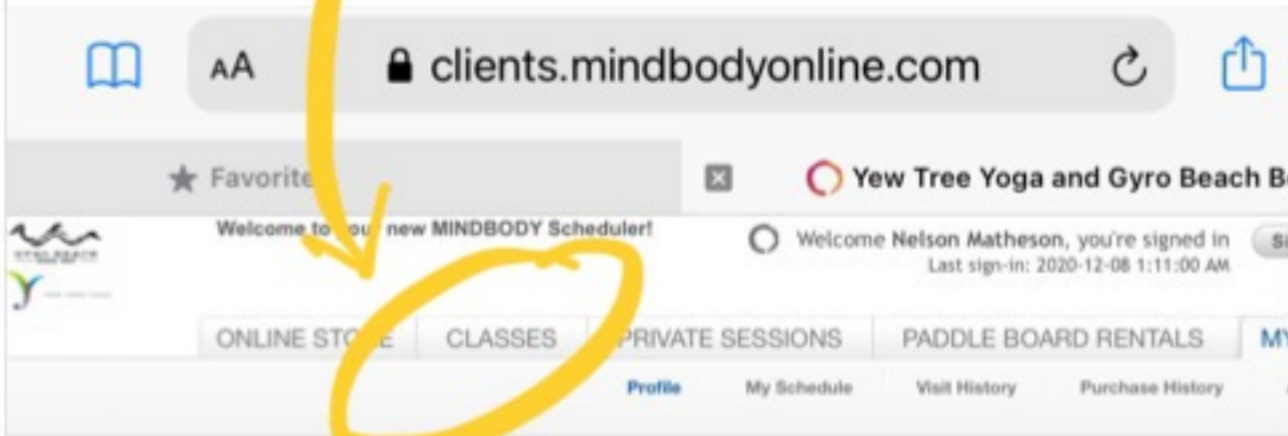 AA clients.mindbodyonline.com
Favorite
Yew Tree Yoga and Gyro Beach B
Welcome to your new MINDBODY Scheduler!
Welcome Nelson Matheson, you're signed in
Last sign-in: 2020-12-08 1:11:00 AM
ONLINE STORE CLASSES PRIVATE SESSIONS PADDLE BOARD RENTALS MY
Profile My Schedule Visit History Purchase History